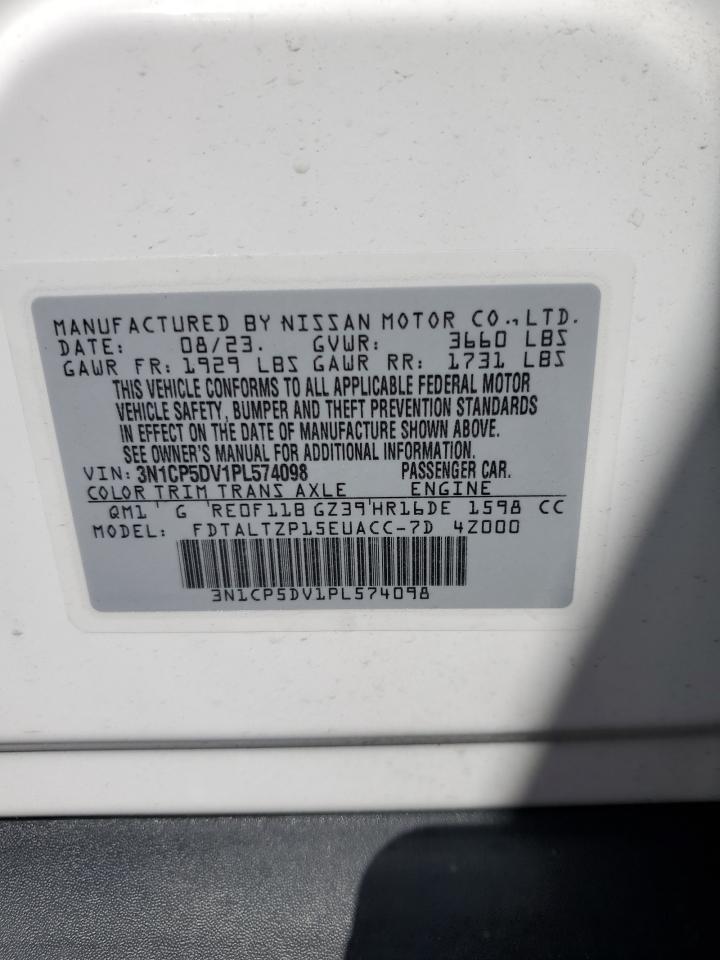 MANUFACTURED BY NISSAN MOTOR CO., LTD.
DATE: 08/23. GVWR: 3660 LBS
GAWR FR: 1929 LBS GAWR RR: 1731 LBS
THIS VEHICLE CONFORMS TO ALL APPLICABLE FEDERAL MOTOR
VEHICLE SAFETY, BUMPER AND THEFT PREVENTION STANDARDS
IN EFFECT ON THE DATE OF MANUFACTURE SHOWN ABOVE.
SEE OWNER'S MANUAL FOR ADDITIONAL INFORMATION.
VIN: 3N1CP5DV1PL574098 PASSENGER CAR.
COLOR TRIM TRANS AXLE ENGINE
QM1 G RE0F11B GZ39 HR16DE 1598 CC
MODEL: FDTALTZP15EUACC-7D 4Z000
3N1CP5DV1PL574098